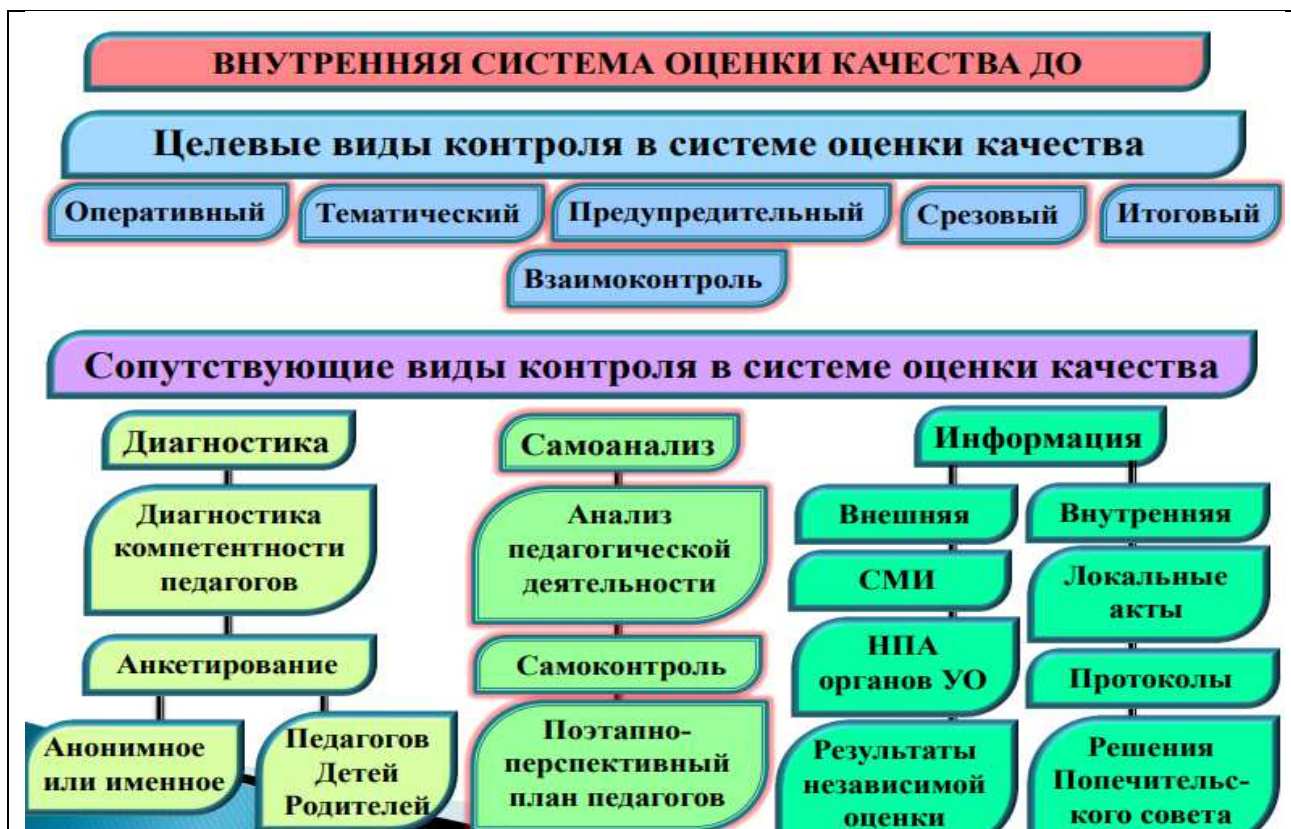 ВНУТРЕННЯЯ СИСТЕМА ОЦЕНКИ КАЧЕСТВА ДО
Целевые виды контроля в системе оценки качества
Оперативный
Тематический
Предупредительный
Срезовый
Итоговый
Взаимоконтроль
Сопутствующие виды контроля в системе оценки качества
Диагностика
Диагностика
компетентности
педагогов
Анкетирование
Анонимное
или именное
Педагогов
Детей
Родителей
Самоанализ
Анализ
педагогической
деятельности
Самоконтроль
Поэтапно-
перспективный
план педагогов
Информация
Внешняя
СМИ
НПА
органов УО
Результаты
независимой
оценки
Внутренняя
Локальные
акты
Протоколы
Решения
Попечительс-
кого совета